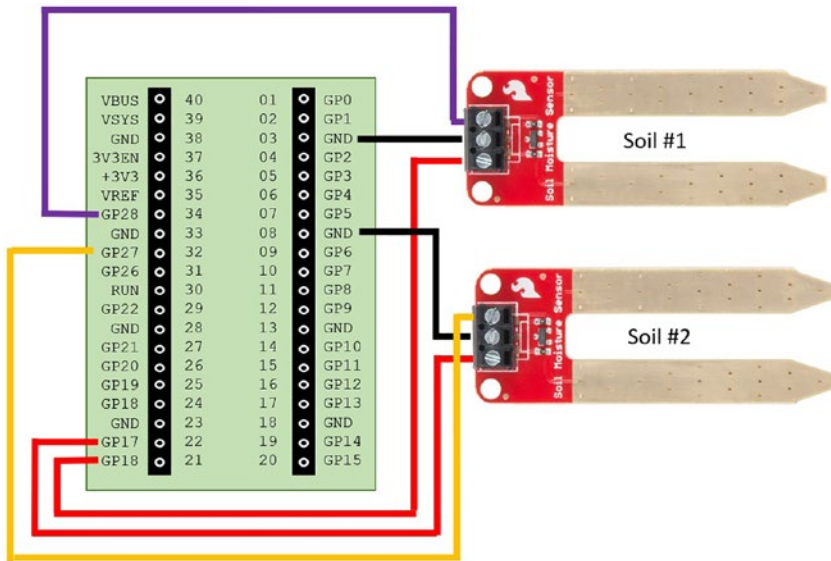 VBUS 40 01 GP0
VSYS 39 02 GP1
GND 38 03 GND
3V3EN 37 04 GP2
+3V3 36 05 GP3
VREF 35 06 GP4
GP28 34 07 GP5
GND 33 08 GND
GP27 32 09 GP6
GP26 31 10 GP7
RUN 30 11 GP8
GP22 29 12 GP9
GND 28 13 GND
GP21 27 14 GP10
GP20 26 15 GP11
GP19 25 16 GP12
GP18 24 17 GP13
GND 23 18 GND
GP17 22 19 GP14
GP18 21 20 GP15
Soil Moisture Sensor
Soil #1
Soil Moisture Sensor
Soil #2